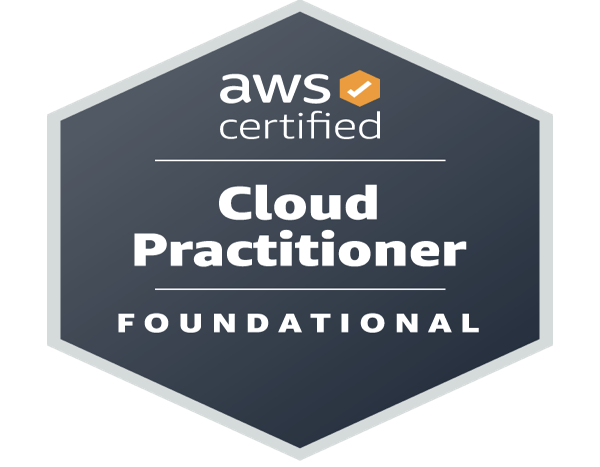 aws
certified
Cloud
Practitioner
FOUNDATIONAL